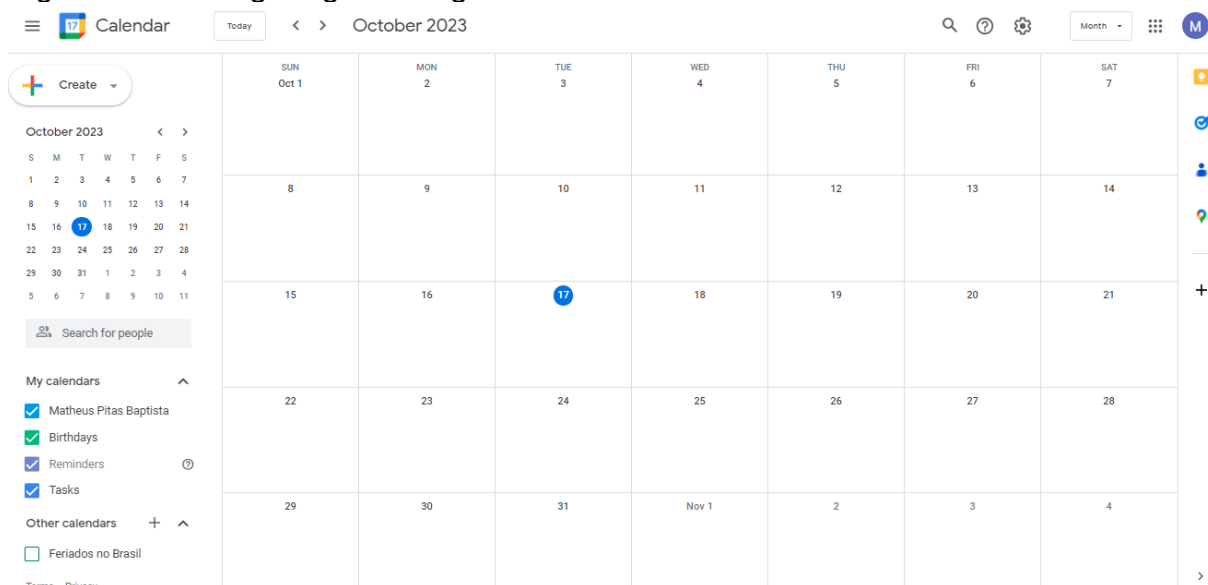 17 Calendar Today October 2023 Month M
Create
SUN MON TUE WED THU FRI SAT
Oct 1 2 3 4 5 6 7
8 9 10 11 12 13 14
15 16 17 18 19 20 21
22 23 24 25 26 27 28
29 30 31 Nov 1 2 3 4
October 2023
S M T W T F S
1 2 3 4 5 6 7
8 9 10 11 12 13 14
15 16 17 18 19 20 21
22 23 24 25 26 27 28
29 30 31 1 2 3 4
5 6 7 8 9 10 11
Search for people
My calendars
Matheus Pitas Baptista
Birthdays
Reminders
Tasks
Other calendars
Feriados no Brasil